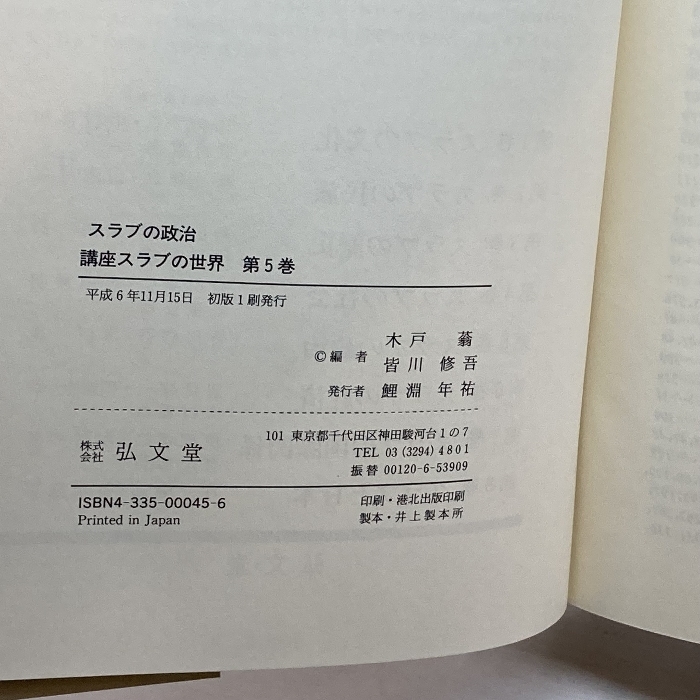 スラブの政治
講座スラブの世界 第5巻
平成6年11月15日 初版1刷発行
木戸 蓊
©編者 皆川修吾
発行者 鯉淵年祐
株式会社 弘文堂
101 東京都千代田区神田駿河台1の7
TEL 03(3294)4801
振替 00120-6-53909
ISBN4-335-00045-6
Printed in Japan
印刷・港北出版印刷
製本・井上製本所